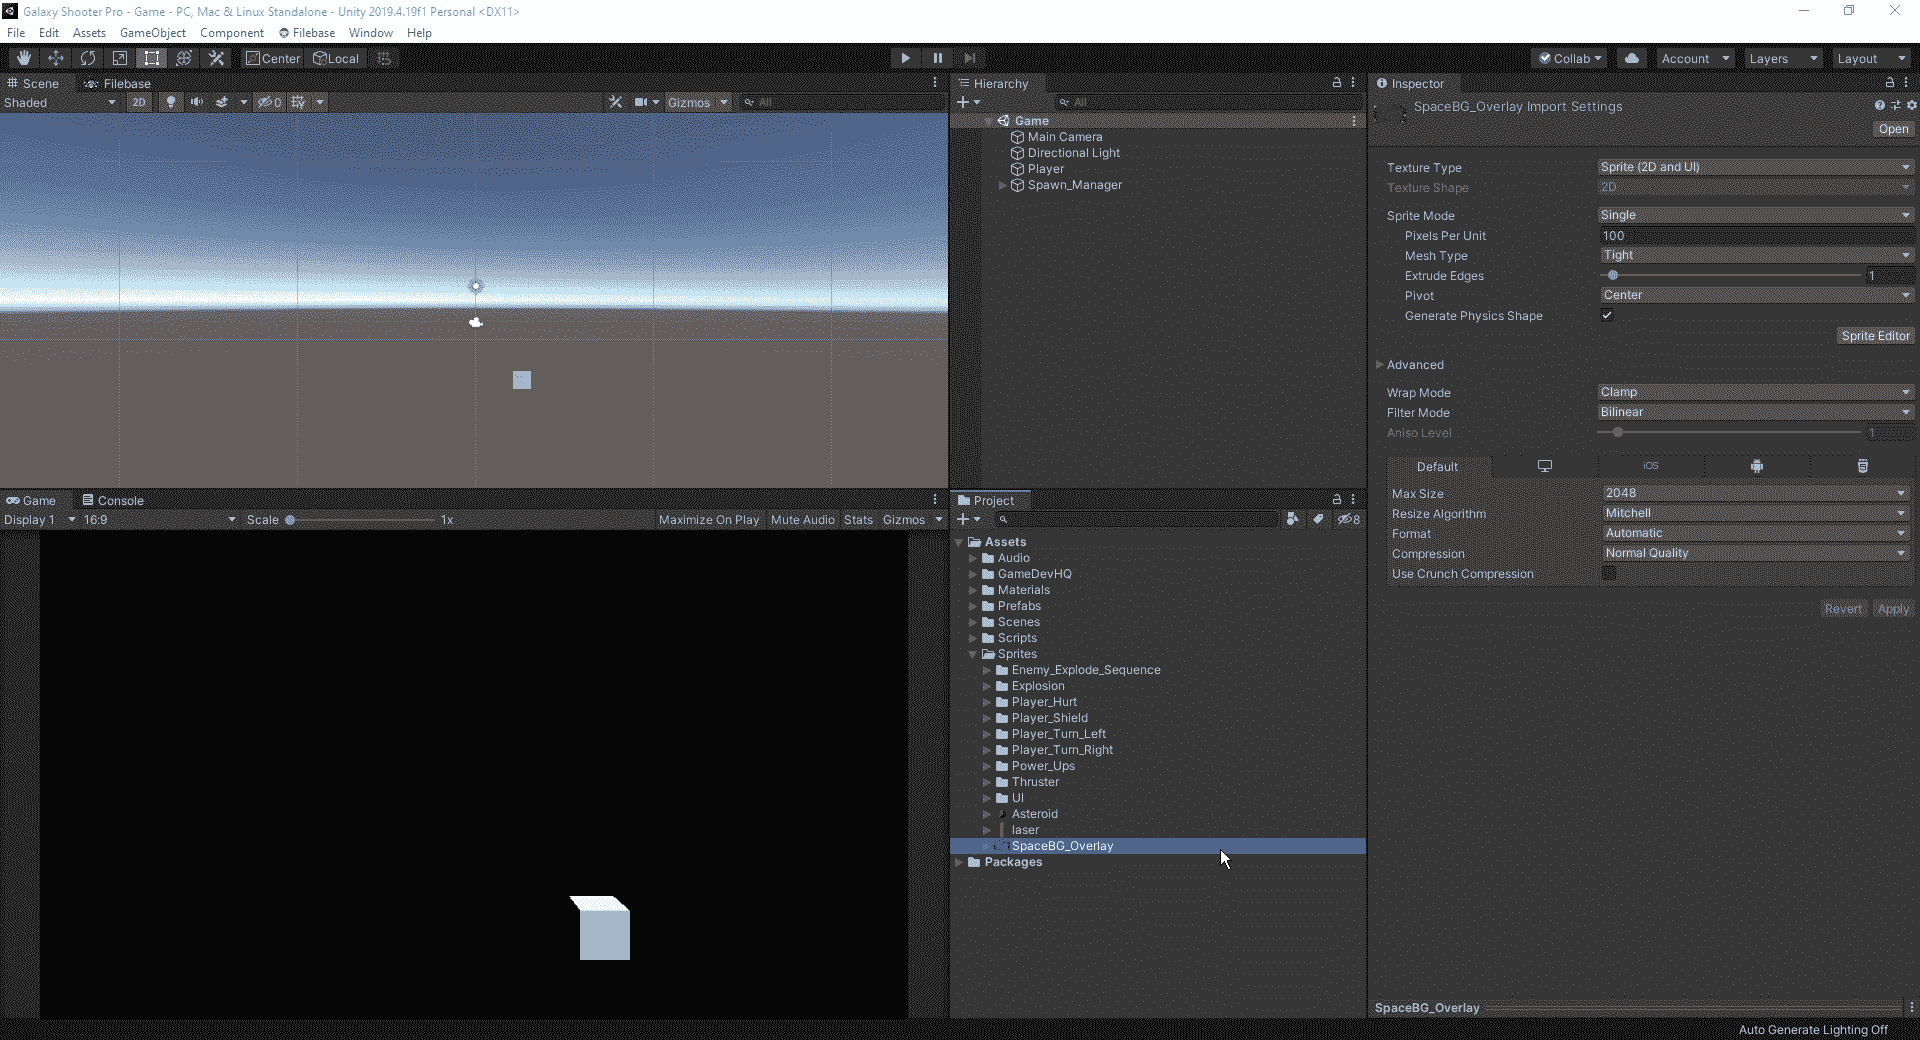 Galaxy Shooter Pro - Game - PC, Mac & Linux Standalone - Unity 2019.4.19f1 Personal <DX11>
File Edit Assets GameObject Component Filebase Window Help
Center Local Collab Account Layers Layout
Scene Filebase
Shaded 2D 0 Gizmos All
Hierarchy
All
Game
Main Camera
Directional Light
Player
Spawn_Manager
Game Console
Display 1 16:9 Scale 1x Maximize On Play Mute Audio Stats Gizmos
Project
8
Assets
Audio
GameDevHQ
Materials
Prefabs
Scenes
Scripts
Sprites
Enemy_Explode_Sequence
Explosion
Player_Hurt
Player_Shield
Player_Turn_Left
Player_Turn_Right
Power_Ups
Thruster
UI
Asteroid
laser
SpaceBG_Overlay
Packages
Inspector
SpaceBG_Overlay Import Settings
Open
Texture Type Sprite (2D and UI)
Texture Shape 2D
Sprite Mode Single
Pixels Per Unit 100
Mesh Type Tight
Extrude Edges 1
Pivot Center
Generate Physics Shape
Sprite Editor
Advanced
Wrap Mode Clamp
Filter Mode Bilinear
Aniso Level 1
Default iOS
Max Size 2048
Resize Algorithm Mitchell
Format Automatic
Compression Normal Quality
Use Crunch Compression
Revert Apply
SpaceBG_Overlay
Auto Generate Lighting Off